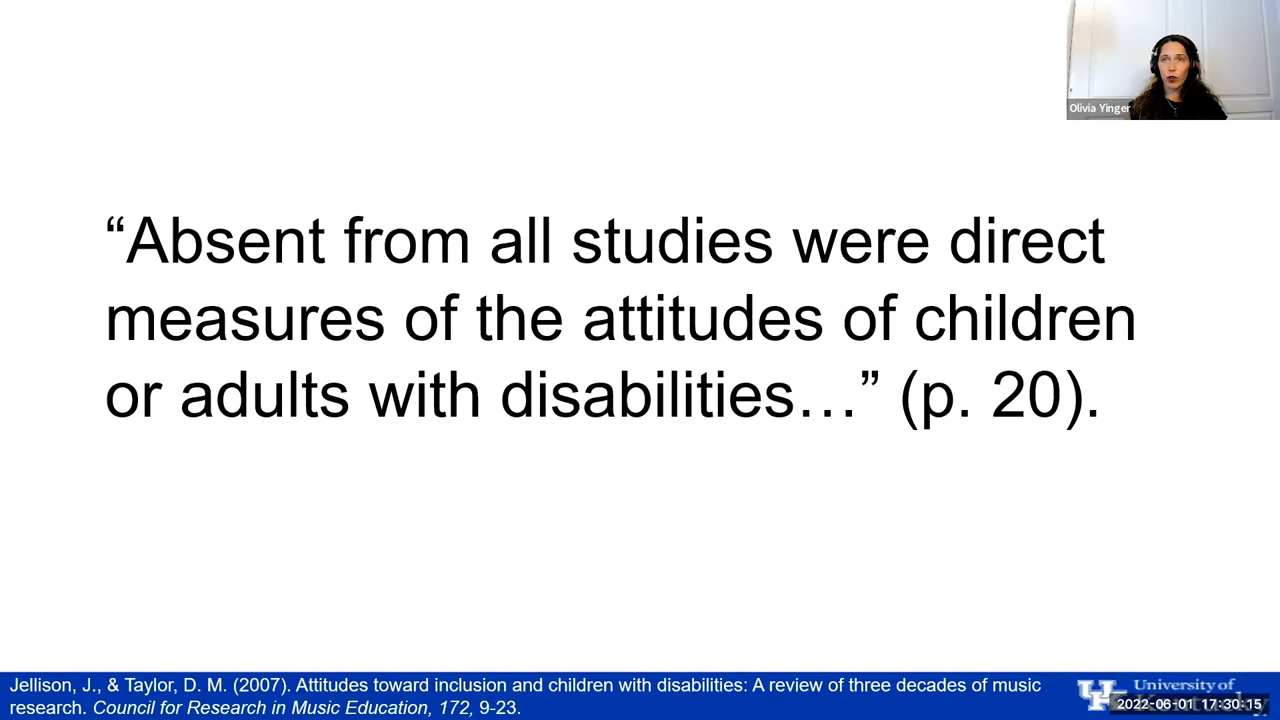 Olivia Yinger
“Absent from all studies were direct
measures of the attitudes of children
or adults with disabilities…” (p. 20).
Jellison, J., & Taylor, D. M. (2007). Attitudes toward inclusion and children with disabilities: A review of three decades of music
research. Council for Research in Music Education, 172, 9-23.
University of
2022-06-01 17:30:15